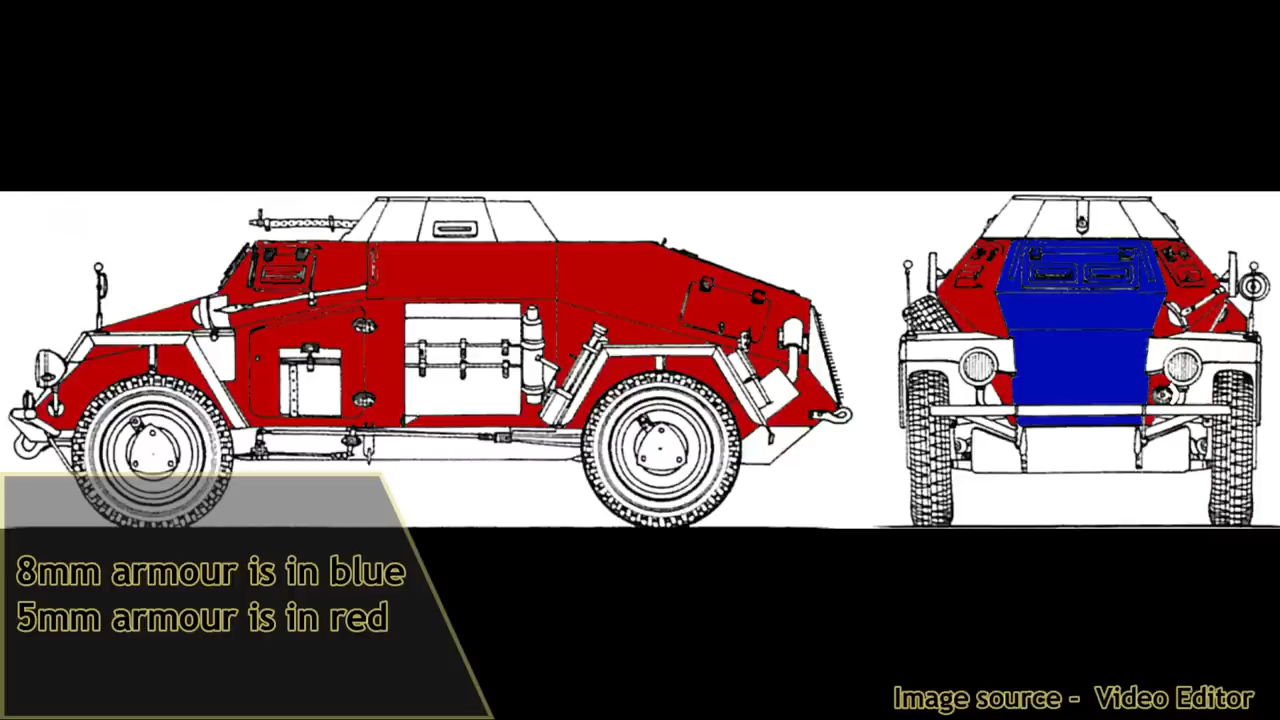 8mm armour is in blue
5mm armour is in red
Image source - Video Editor